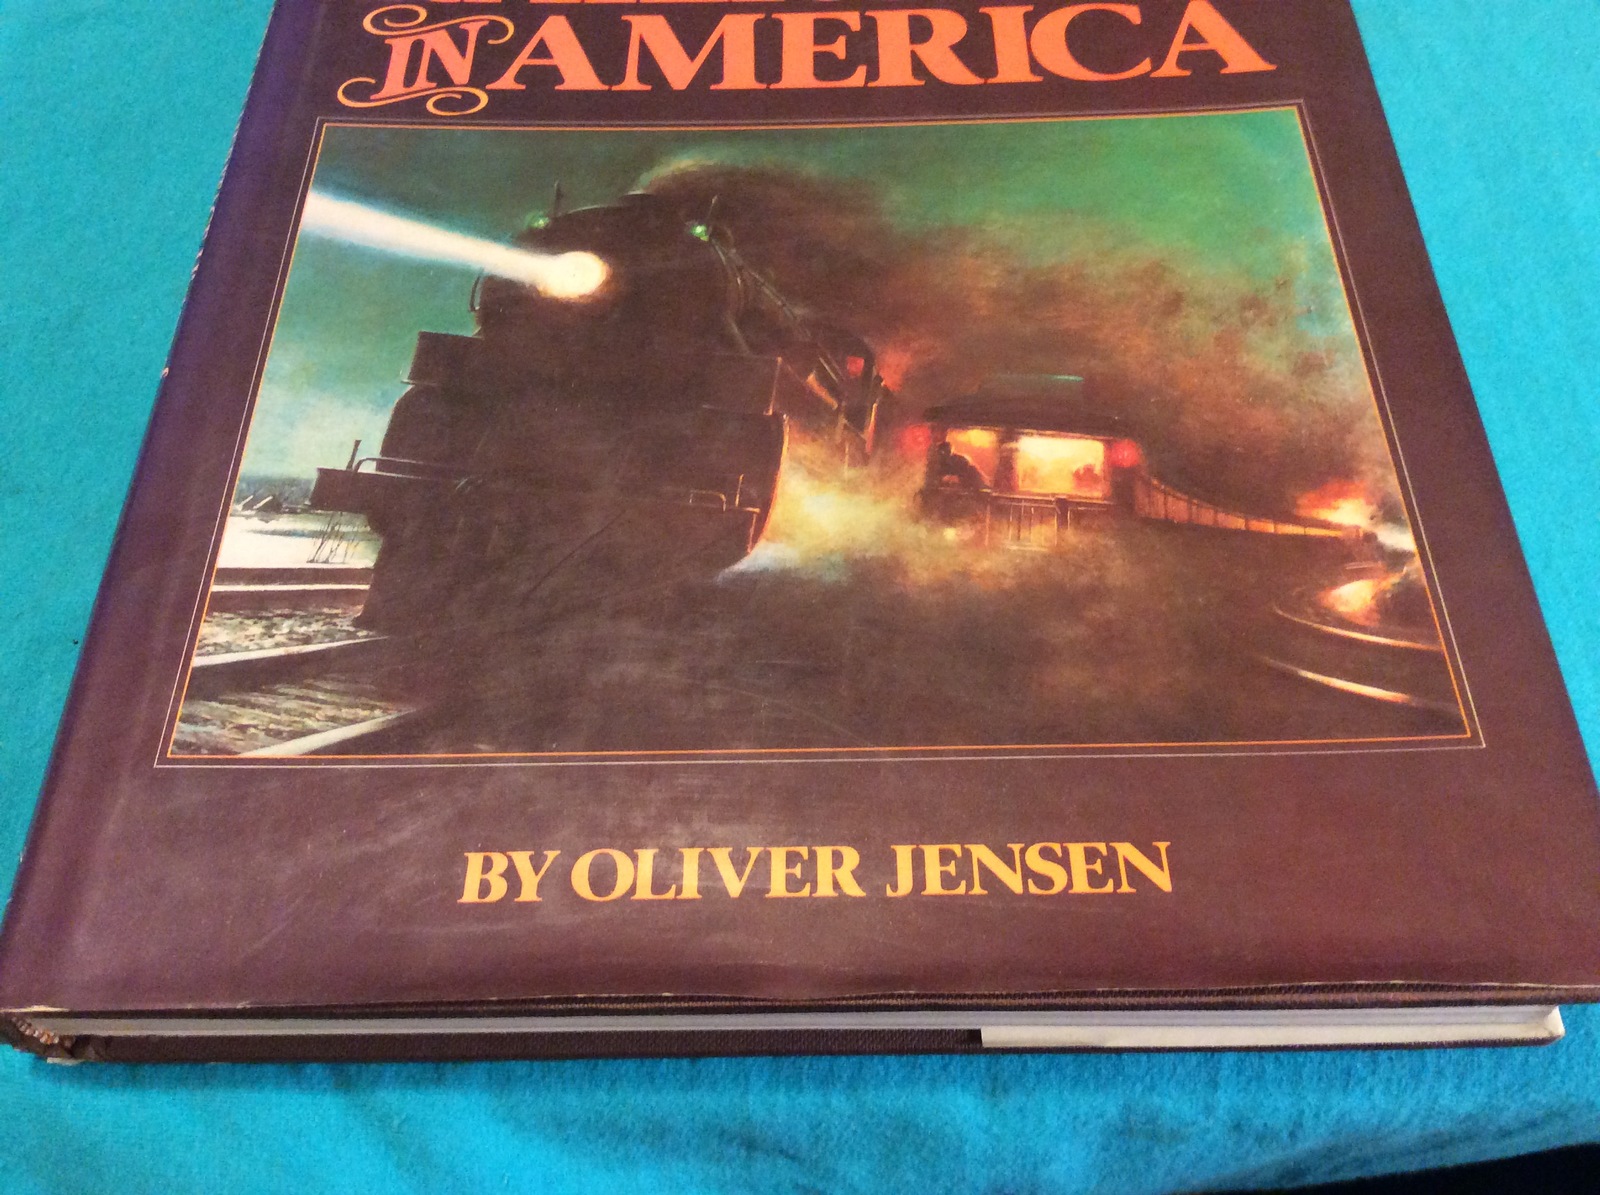 IN AMERICA
BY OLIVER JENSEN